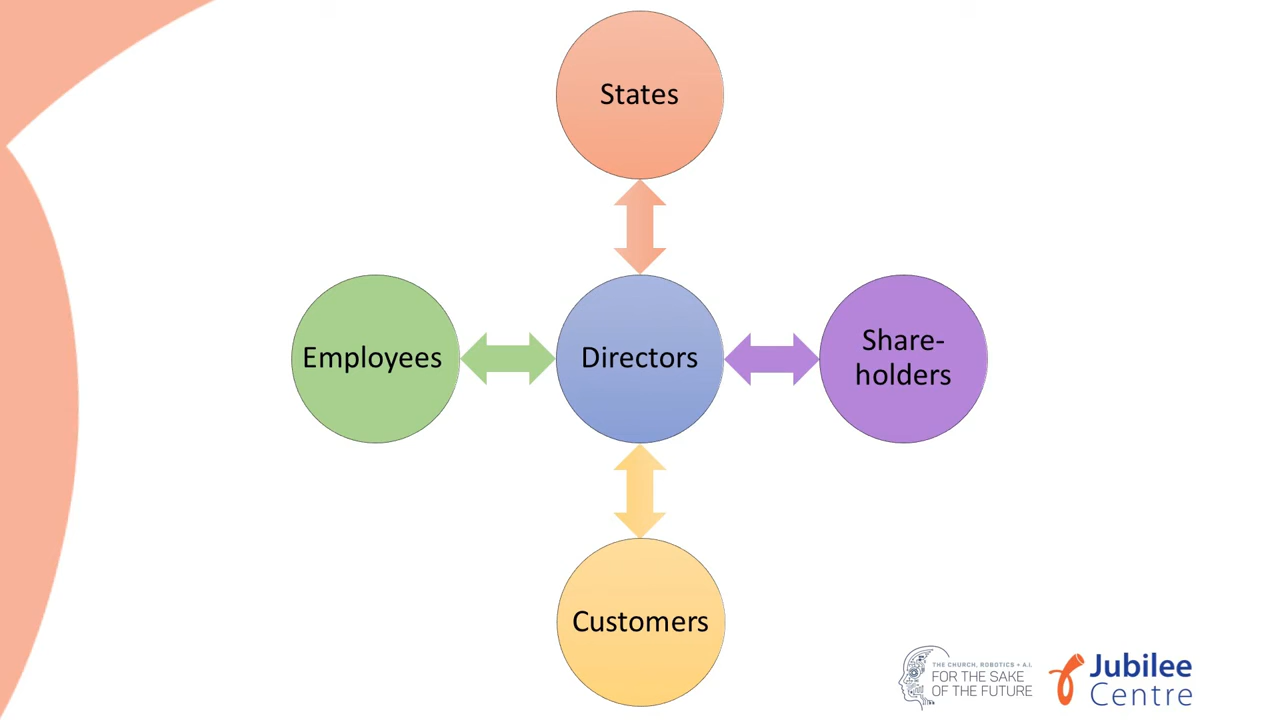 States
Employees
Directors
Share-
holders
Customers
THE CHURCH, ROBOTICS + A.I.
FOR THE SAKE
OF THE FUTURE
Jubilee
Centre